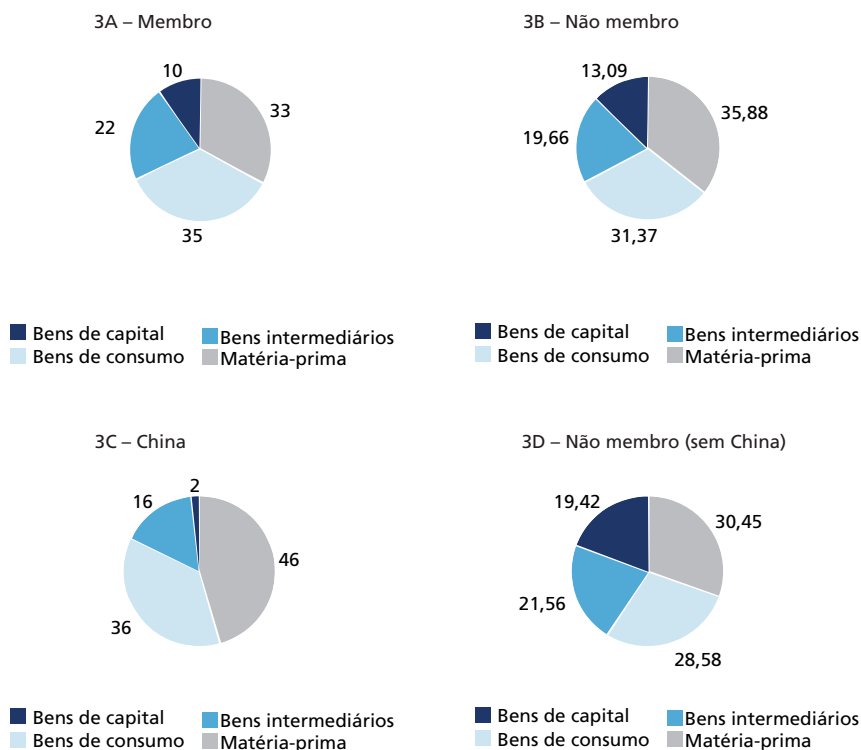 3A – Membro
10
33
22
35
Bens de capital
Bens intermediários
Bens de consumo
Matéria-prima
3B – Não membro
13,09
35,88
19,66
31,37
Bens de capital
Bens intermediários
Bens de consumo
Matéria-prima
3C – China
2
16
46
36
Bens de capital
Bens intermediários
Bens de consumo
Matéria-prima
3D – Não membro (sem China)
19,42
30,45
21,56
28,58
Bens de capital
Bens intermediários
Bens de consumo
Matéria-prima